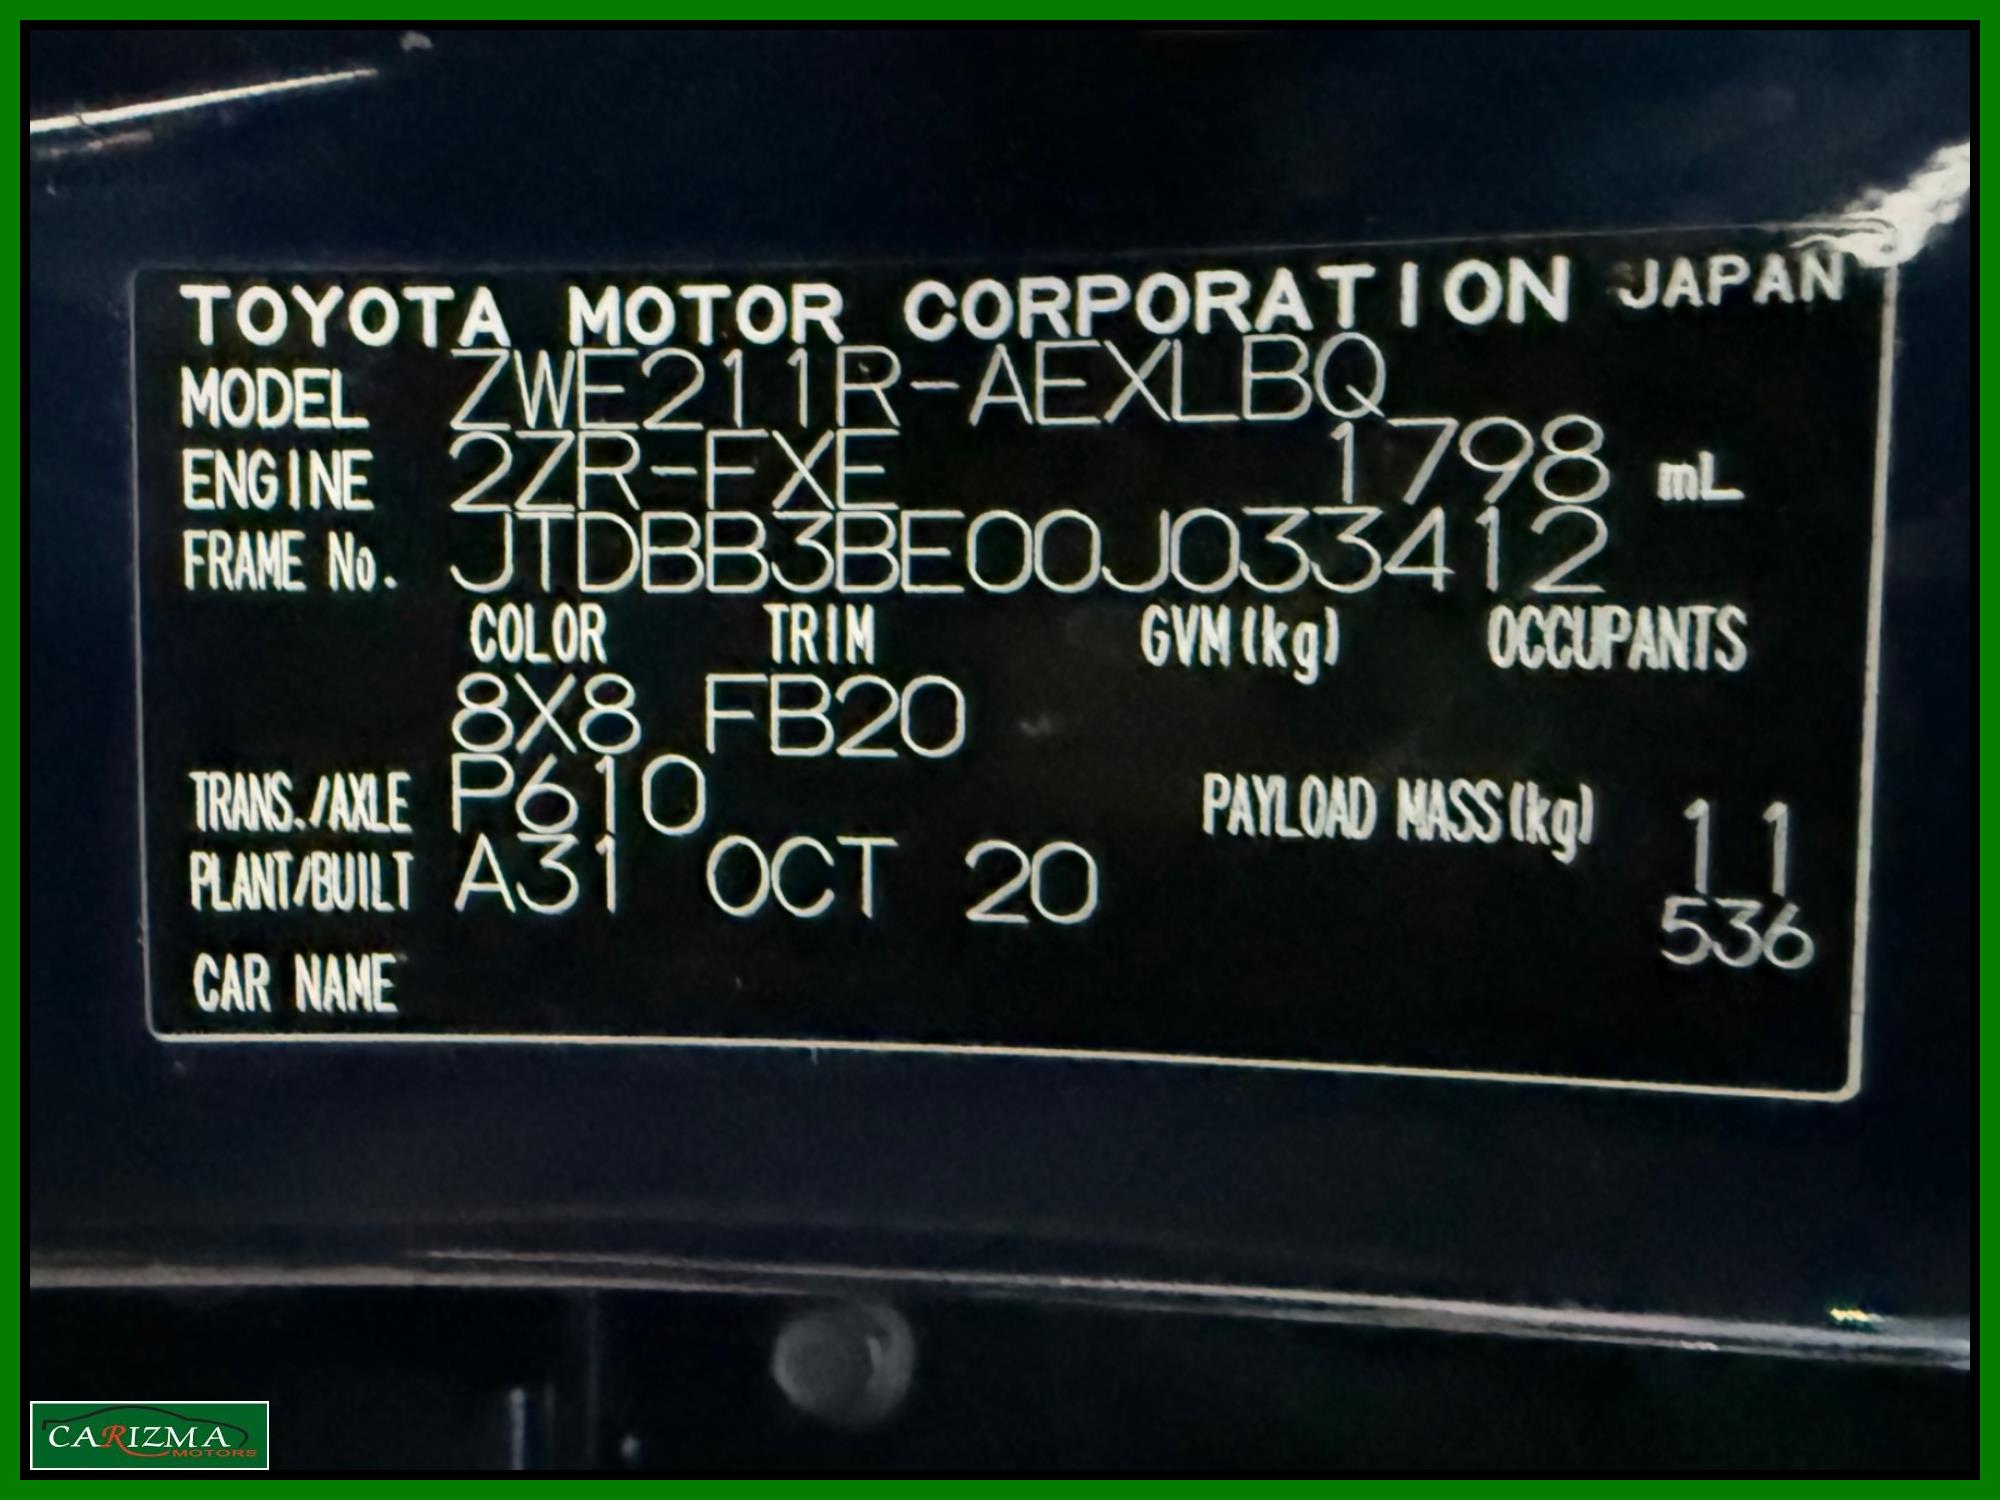 TOYOTA MOTOR CORPORATION JAPAN
MODEL ZWE211R-AEXLBQ
ENGINE 2ZR-FXE 1798 mL
FRAME No. JTDBB3BE00J033412
COLOR TRIM GVM(kg) OCCUPANTS
8X8 FB20
TRANS./AXLE P610 PAYLOAD MASS(kg) 11
PLANT/BUILT A31 OCT 20 536
CAR NAME
CARIZMA
MOTORS